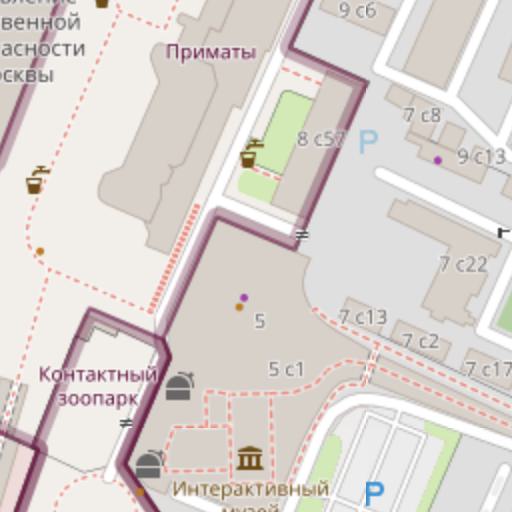 9 с6
венной
асности
осквы
Приматы
7 с8
8 с57
P
9 с13
7 с22
5
7 с13
7 с2
5 с1
7 с17
Контактный
зоопарк
Интерактивный
музей
P